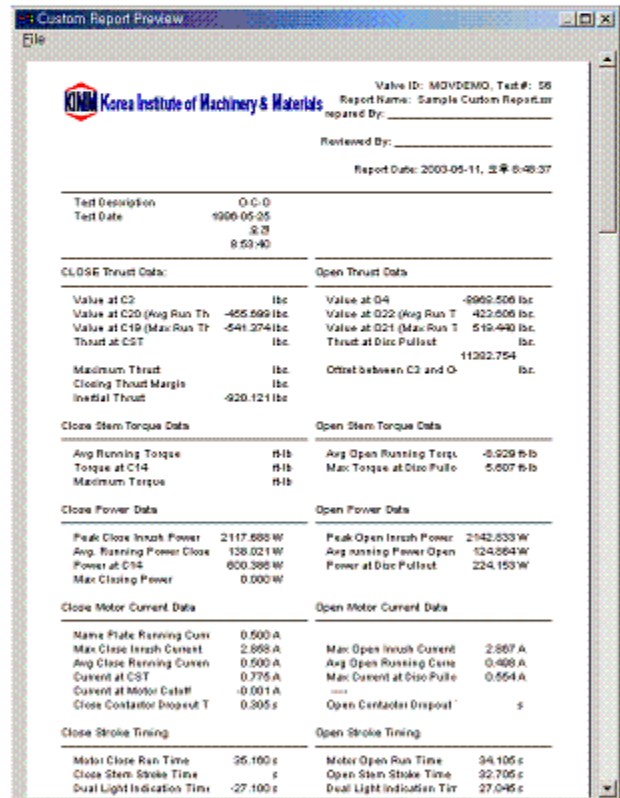 Custom Report Preview
File
KIMM Korea Institute of Machinery & Materials
Valve ID: MOVDEMO, Test#: S6
Report Name: Sample Custom Report.
repared By:
Reviewed By:
Report Date: 2003-06-11, 오후 6:48:37
Test Description O-C-O
Test Date 1996-05-25
오전
8:53:40
CLOSE Thrust Data:
Value at C3 lbs.
Value at C20 (Avg Run Th -455.699 lbs.
Value at C19 (Max Run Th -541.374 lbs.
Thrust at CST lbs.
Maximum Thrust lbs.
Closing Thrust Margin lbs.
Inertial Thrust -920.121 lbs.
Open Thrust Data
Value at O4 -8969.506 lbs.
Value at O22 (Avg Run T 423.606 lbs.
Value at O21 (Max Run T 519.440 lbs.
Thrust at Disc Pullout lbs.
11392.754
Offset between C3 and O- lbs.
Close Stem Torque Data
Avg Running Torque ft-lb
Torque at C14 ft-lb
Maximum Torque ft-lb
Open Stem Torque Data
Avg Open Running Torqu -8.929 ft-lb
Max Torque at Disc Pullo 5.607 ft-lb
Close Power Data
Peak Close Inrush Power 2117.688 W
Avg. Running Power Close 138.021 W
Power at C14 600.386 W
Max Closing Power 0.000 W
Open Power Data
Peak Open Inrush Power 2142.833 W
Avg running Power Open 124.864 W
Power at Disc Pullout 224.153 W
Close Motor Current Data
Name Plate Running Curr 0.500 A
Max Close Inrush Current 2.858 A
Avg Close Running Curren 0.500 A
Current at CST 0.775 A
Current at Motor Cutoff -0.001 A
Close Contactor Dropout T 0.305 s
Open Motor Current Data
Max Open Inrush Current 2.867 A
Avg Open Running Curre 0.498 A
Max Current at Disc Pullo 0.554 A
----
Open Contactor Dropout s
Close Stroke Timing
Motor Close Run Time 35.160 s
Close Stem Stroke Time s
Dual Light Indication Time -27.100 s
Open Stroke Timing
Motor Open Run Time 34.105 s
Open Stem Stroke Time 32.705 s
Dual Light Indication Tim 27.045 s